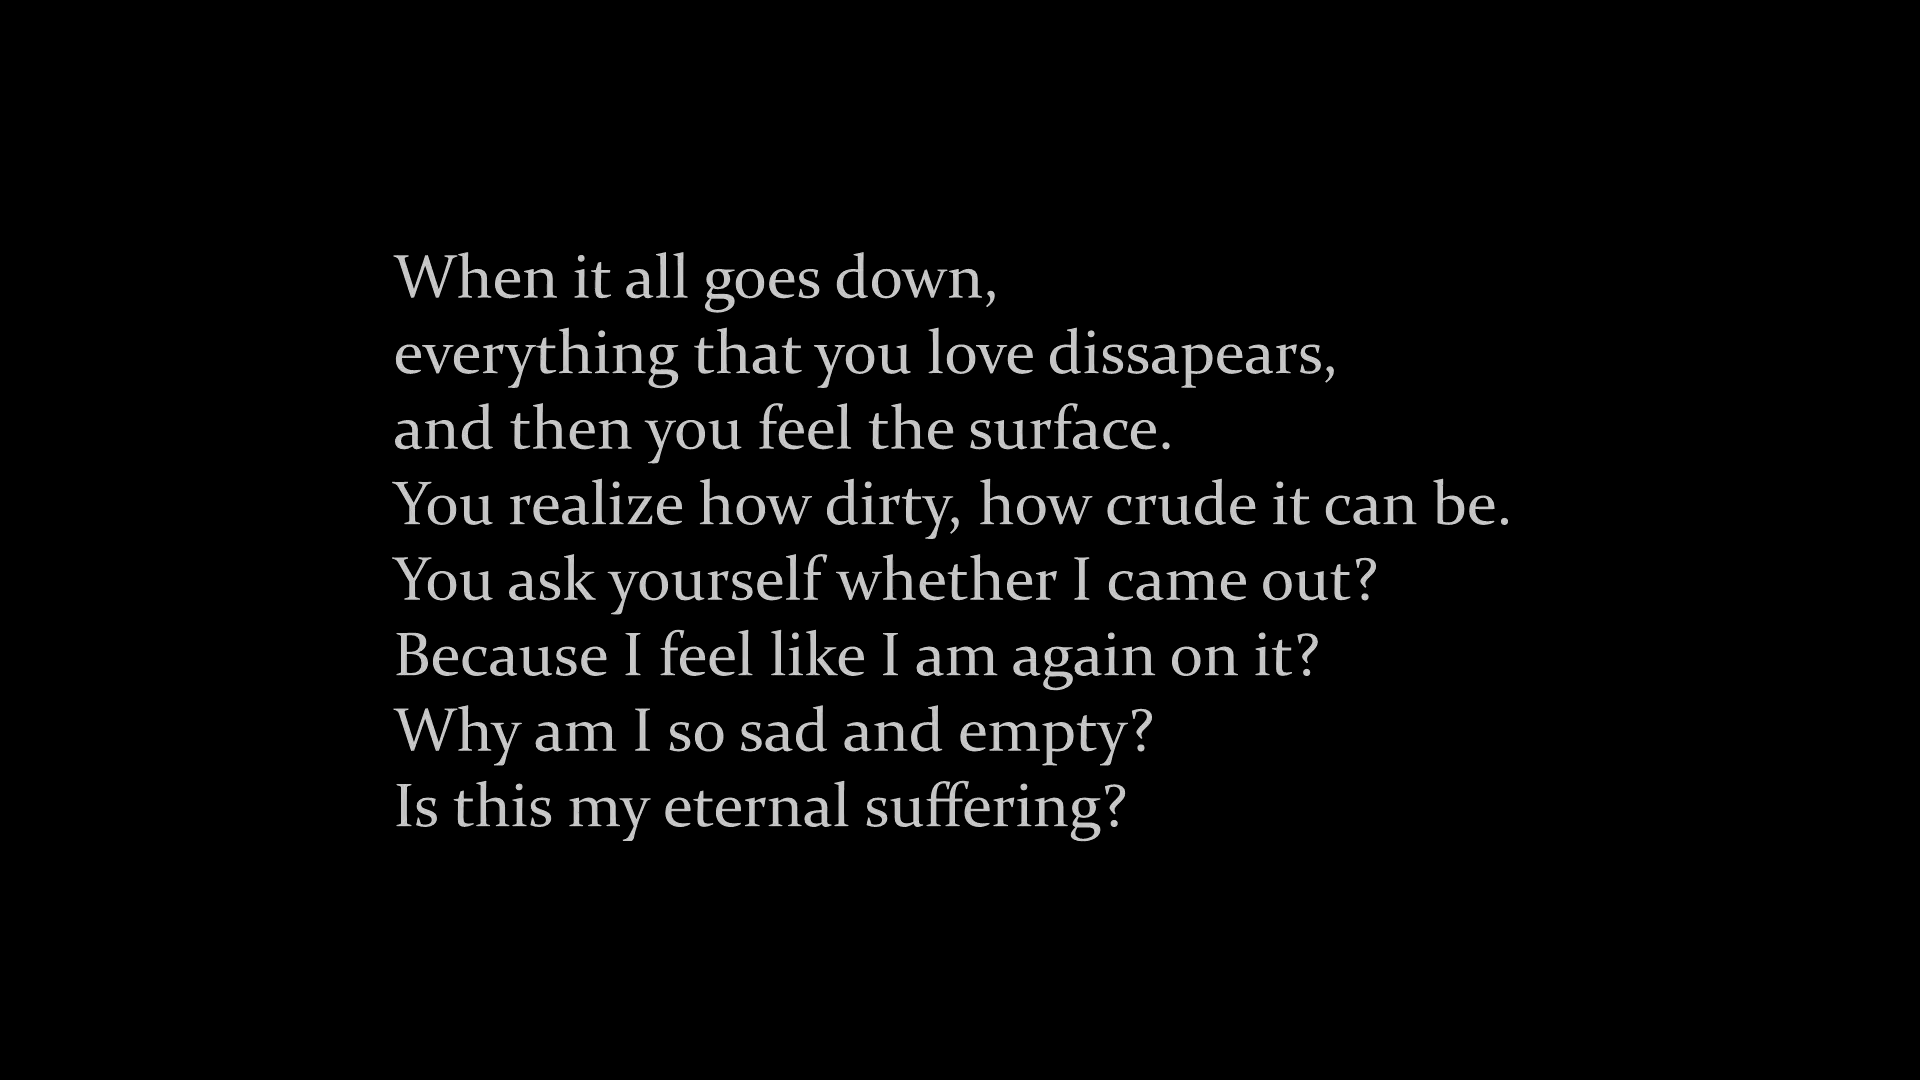 When it all goes down,
everything that you love dissapears,
and then you feel the surface.
You realize how dirty, how crude it can be.
You ask yourself whether I came out?
Because I feel like I am again on it?
Why am I so sad and empty?
Is this my eternal suffering?